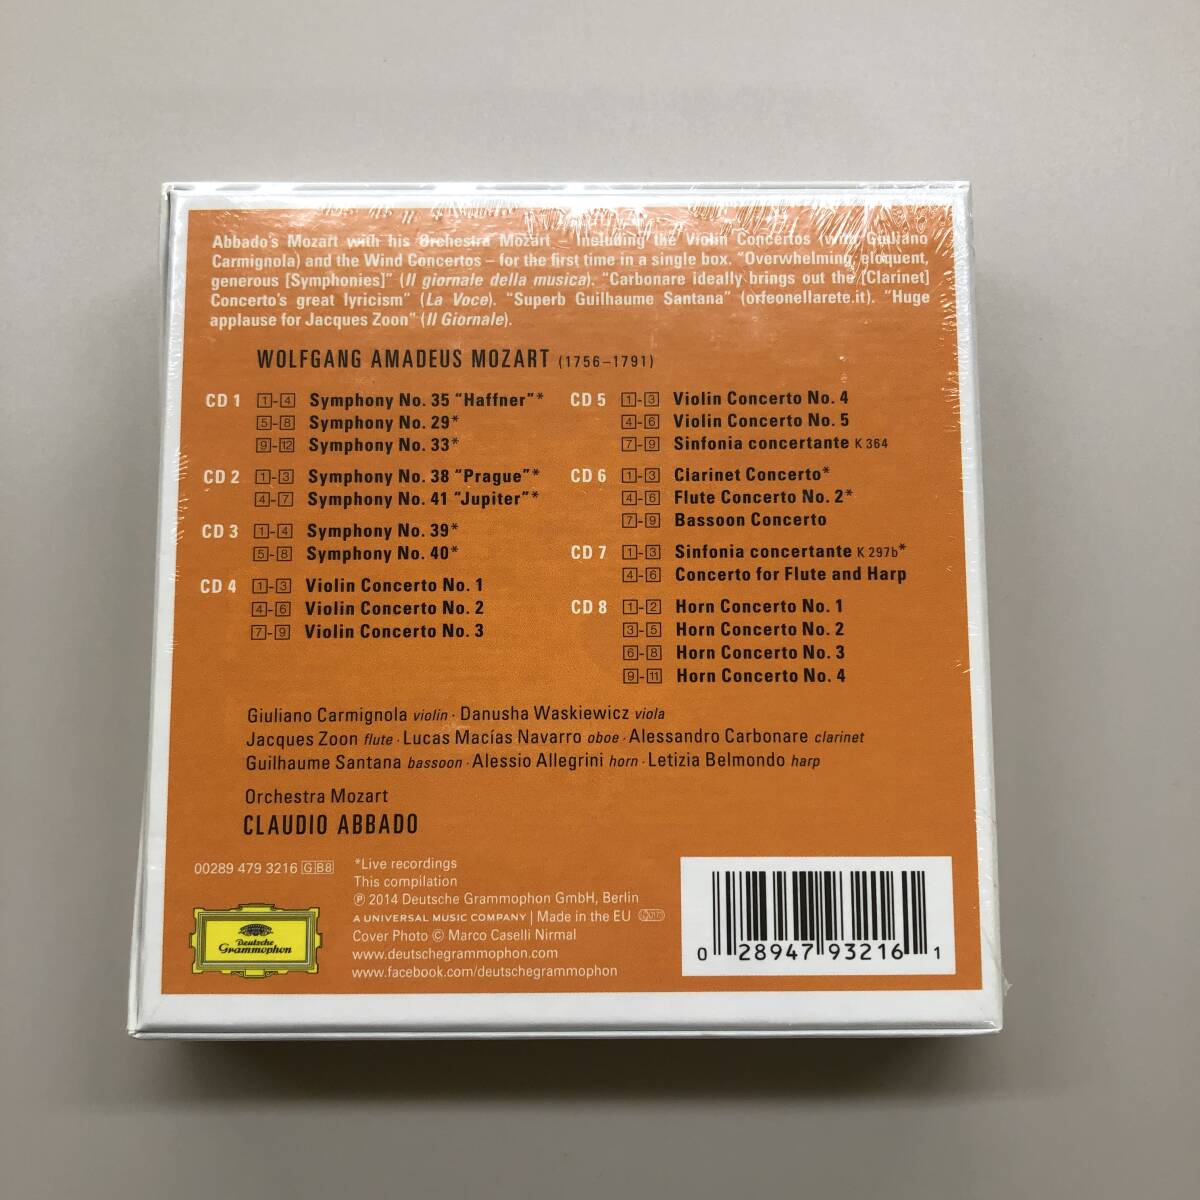 Abbado's Mozart with his Orchestra Mozart – including the Violin Concertos (with Giuliano
Carmignola) and the Wind Concertos – for the first time in a single box. "Overwhelming, eloquent,
generous [Symphonies]" (Il giornale della musica). "Carbonare ideally brings out the [Clarinet]
Concerto's great lyricism" (La Voce). "Superb Guilhaume Santana" (orfeonellarete.it). "Huge
applause for Jacques Zoon" (Il Giornale).
WOLFGANG AMADEUS MOZART (1756–1791)
CD 1 1-4 Symphony No. 35 "Haffner"*
5-8 Symphony No. 29*
9-12 Symphony No. 33*
CD 2 1-3 Symphony No. 38 "Prague"*
4-7 Symphony No. 41 "Jupiter"*
CD 3 1-4 Symphony No. 39*
5-8 Symphony No. 40*
CD 4 1-3 Violin Concerto No. 1
4-6 Violin Concerto No. 2
7-9 Violin Concerto No. 3
CD 5 1-3 Violin Concerto No. 4
4-6 Violin Concerto No. 5
7-9 Sinfonia concertante K 364
CD 6 1-3 Clarinet Concerto*
4-6 Flute Concerto No. 2*
7-9 Bassoon Concerto
CD 7 1-3 Sinfonia concertante K 297b*
4-6 Concerto for Flute and Harp
CD 8 1-2 Horn Concerto No. 1
3-5 Horn Concerto No. 2
6-8 Horn Concerto No. 3
9-11 Horn Concerto No. 4
Giuliano Carmignola violin · Danusha Waskiewicz viola
Jacques Zoon flute · Lucas Macías Navarro oboe · Alessandro Carbonare clarinet
Guilhaume Santana bassoon · Alessio Allegrini horn · Letizia Belmondo harp
Orchestra Mozart
CLAUDIO ABBADO
00289 479 3216 GB8
Deutsche
Grammophon
*Live recordings
This compilation
℗ 2014 Deutsche Grammophon GmbH, Berlin
A UNIVERSAL MUSIC COMPANY | Made in the EU
Cover Photo © Marco Caselli Nirmal
www.deutschegrammophon.com
www.facebook.com/deutschegrammophon
0 28947 93216 1